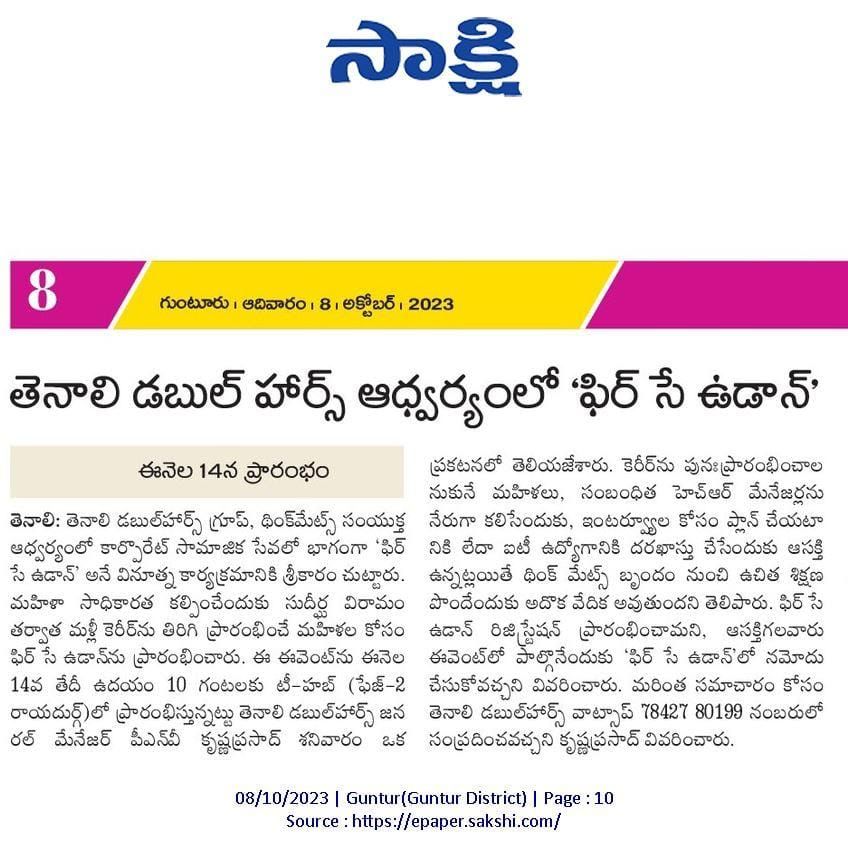 సాక్షి
8
గుంటూరు । ఆదివారం । 8 । అక్టోబర్ । 2023
తెనాలి డబుల్ హార్స్ ఆధ్వర్యంలో ‘ఫిర్ సే ఉడాన్’
ఈనెల 14న ప్రారంభం
తెనాలి: తెనాలి డబుల్‌హార్స్ గ్రూప్, థింక్‌మేట్స్ సంయుక్త
ఆధ్వర్యంలో కార్పొరేట్ సామాజిక సేవలో భాగంగా ‘ఫిర్
సే ఉడాన్’ అనే వినూత్న కార్యక్రమానికి శ్రీకారం చుట్టారు.
మహిళా సాధికారత కల్పించేందుకు సుదీర్ఘ విరామం
తర్వాత మళ్లీ కెరీర్‌ను తిరిగి ప్రారంభించే మహిళల కోసం
ఫిర్ సే ఉడాన్‌ను ప్రారంభించారు. ఈ ఈవెంట్‌ను ఈనెల
14వ తేదీ ఉదయం 10 గంటలకు టీ–హబ్ (ఫేజ్–2
రాయదుర్గ్)లో ప్రారంభిస్తున్నట్టు తెనాలి డబుల్‌హార్స్ జన
రల్ మేనేజర్ పీఎన్‌వీ కృష్ణప్రసాద్ శనివారం ఒక
ప్రకటనలో తెలియజేశారు. కెరీర్‌ను పునఃప్రారంభించాల
నుకునే మహిళలు, సంబంధిత హెచ్‌ఆర్ మేనేజర్లను
నేరుగా కలిసేందుకు, ఇంటర్వ్యూల కోసం ప్లాన్ చేయటా
నికి లేదా ఐటీ ఉద్యోగానికి దరఖాస్తు చేసేందుకు ఆసక్తి
ఉన్నట్లయితే థింక్ మేట్స్ బృందం నుంచి ఉచిత శిక్షణ
పొందేందుకు అదొక వేదిక అవుతుందని తెలిపారు. ఫిర్ సే
ఉడాన్ రిజిస్ట్రేషన్ ప్రారంభించామని, ఆసక్తిగలవారు
ఈవెంట్‌లో పాల్గొనేందుకు ‘ఫిర్ సే ఉడాన్’లో నమోదు
చేసుకోవచ్చని వివరించారు. మరింత సమాచారం కోసం
తెనాలి డబుల్‌హార్స్ వాట్సాప్ 78427 80199 నంబరులో
సంప్రదించవచ్చని కృష్ణప్రసాద్ వివరించారు.
08/10/2023 | Guntur(Guntur District) | Page : 10
Source : https://epaper.sakshi.com/